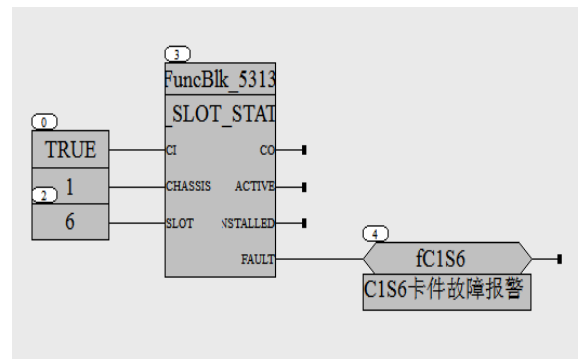 3
FuncBlk_5313
_SLOT_STAT
0
TRUE
CI
CO
2
1
CHASSIS
ACTIVE
6
SLOT
NSTALLED
4
FAULT
fC1S6
C1S6卡件故障报警